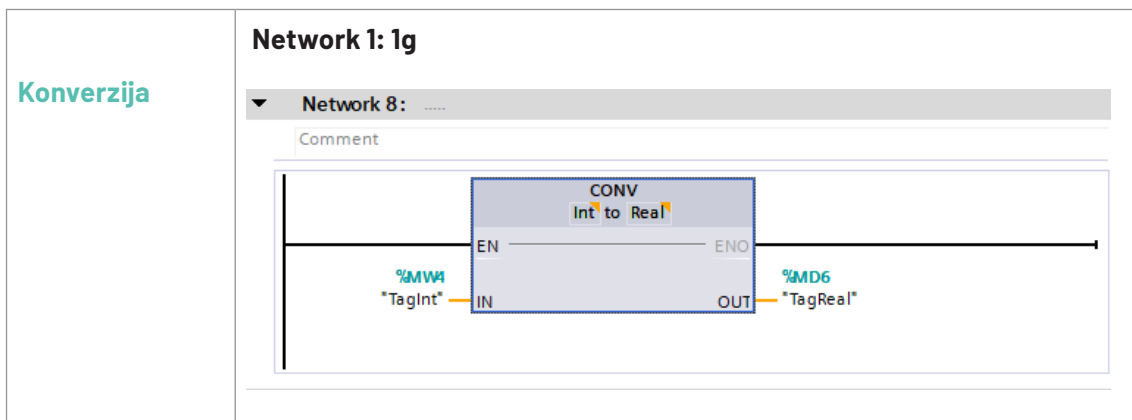 Konverzija
Network 1: 1g
Network 8: .....
Comment
CONV
Int to Real
EN ENO
%MW4 %MD6
"TagInt" IN OUT "TagReal"